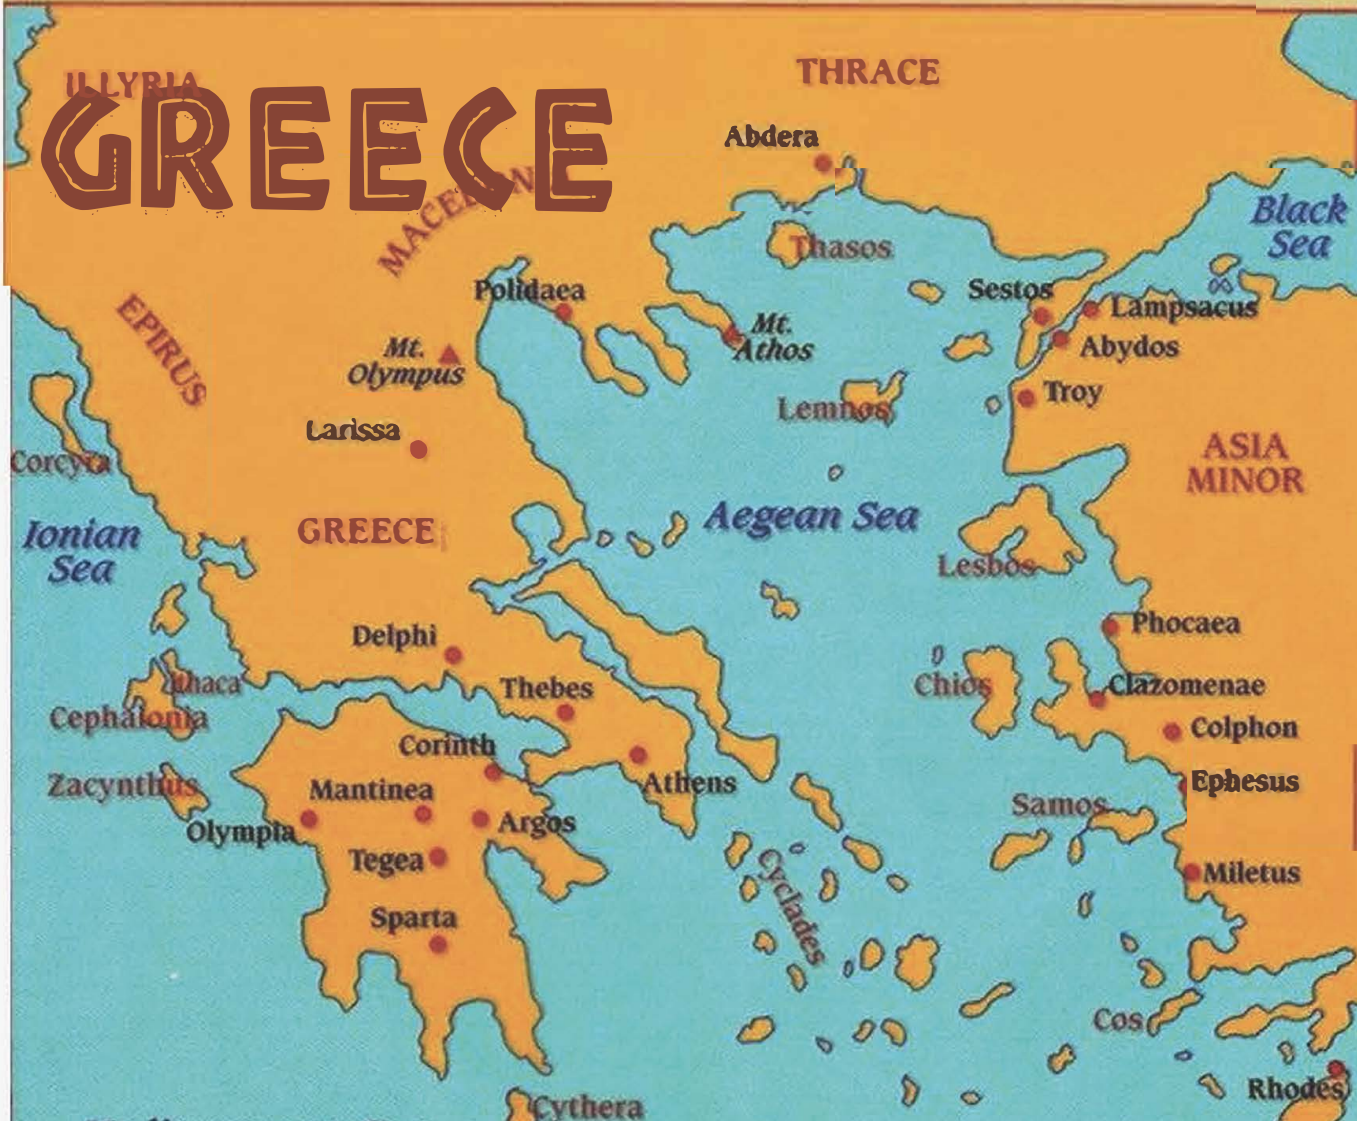 ILLYRIA
GREECE
THRACE
Abdera
Black
Sea
Thasos
EPIRUS
Polidaea
Sestos
Lampsacus
Mt.
Athos
Abydos
Mt.
Olympus
Troy
Lemnos
Larissa
ASIA
MINOR
Corcyra
Ionian
Sea
GREECE
Aegean Sea
Lesbos
Phocaea
Delphi
Ithaca
Thebes
Chios
Clazomenae
Cephalonia
Colphon
Corinth
Zacynthus
Mantinea
Athens
Ephesus
Samos
Olympia
Argos
Tegea
Cyclades
Miletus
Sparta
Cos
Rhodes
Cythera